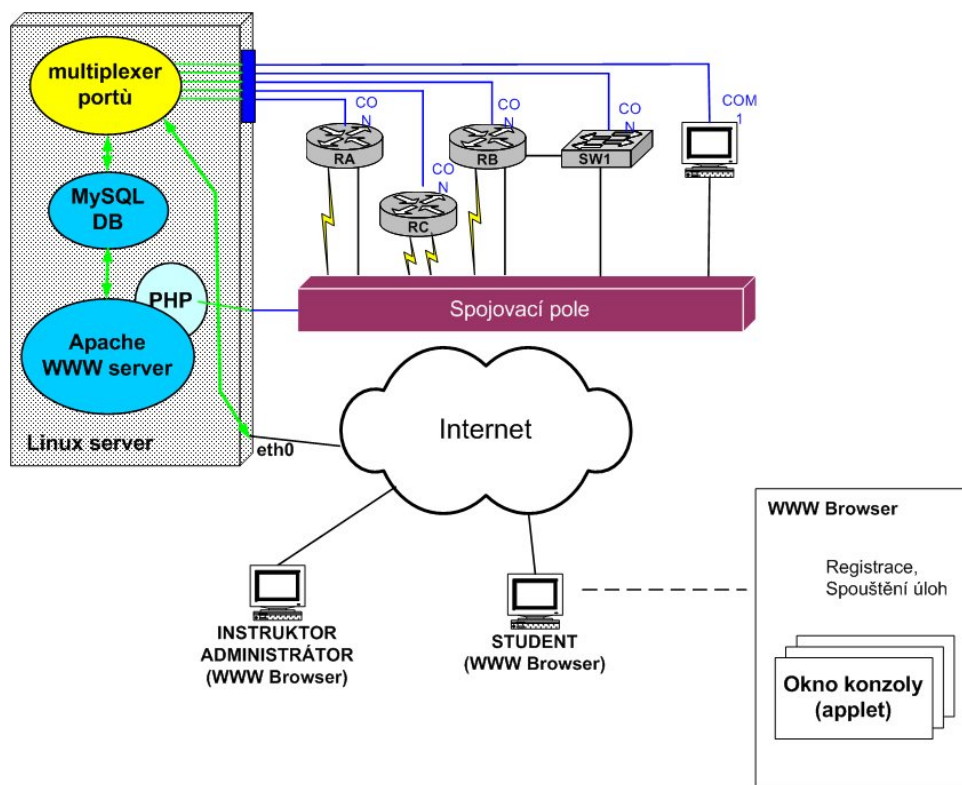 multiplexer
portù
MySQL
DB
PHP
Apache
WWW server
Linux server
eth0
CO
N
RA
CO
N
RC
CO
N
RB
CO
N
SW1
COM
1
Spojovací pole
Internet
INSTRUKTOR
ADMINISTRÁTOR
(WWW Browser)
STUDENT
(WWW Browser)
WWW Browser
Registrace,
Spouštění úloh
Okno konzoly
(applet)